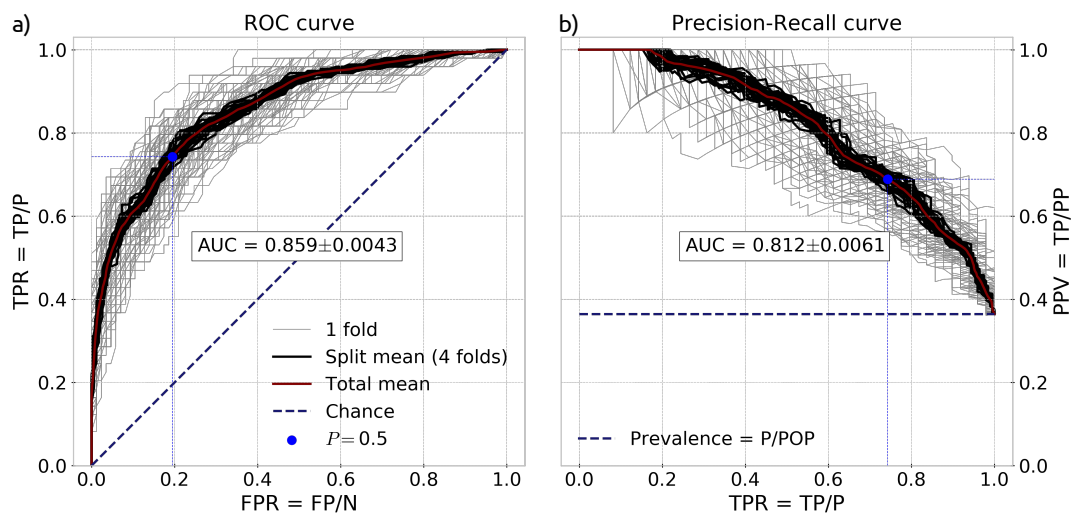 a)
ROC curve
TPR = TP/P
1.0
0.8
0.6
0.4
0.2
0.0
AUC = 0.859±0.0043
1 fold
Split mean (4 folds)
Total mean
Chance
P = 0.5
0.0 0.2 0.4 0.6 0.8 1.0
FPR = FP/N
b)
Precision-Recall curve
AUC = 0.812±0.0061
Prevalence = P/POP
1.0
0.8
0.6
0.4
0.2
0.0
PPV = TP/PP
0.0 0.2 0.4 0.6 0.8 1.0
TPR = TP/P